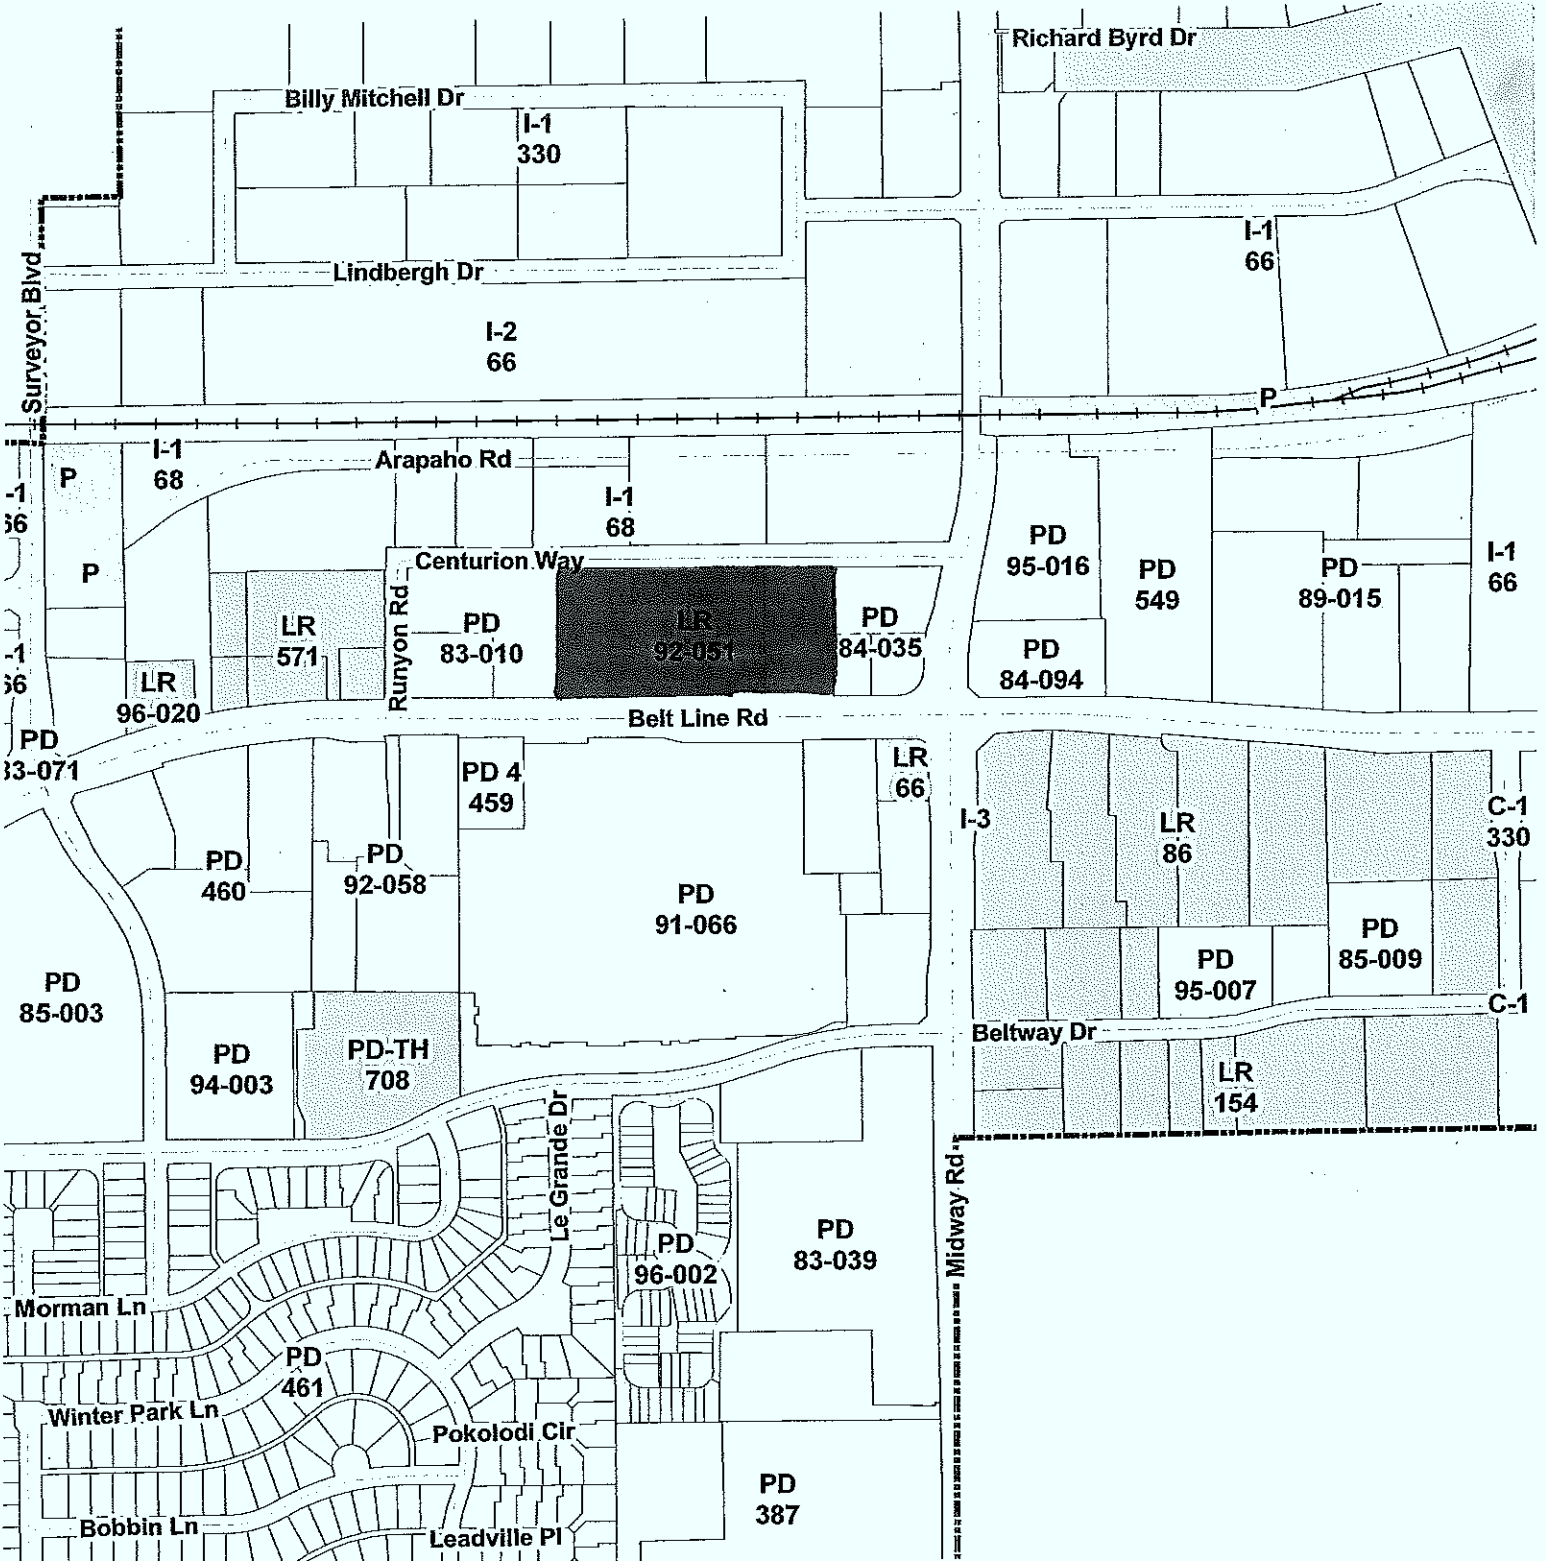 Richard Byrd Dr
Billy Mitchell Dr
I-1
330
I-1
66
Lindbergh Dr
Surveyor Blvd
I-2
66
P
I-1
68
Arapaho Rd
P
-1
66
I-1
68
Centurion Way
PD
95-016
PD
549
PD
89-015
I-1
66
P
LR
571
Runyon Rd
PD
83-010
LR
92-051
PD
84-035
PD
84-094
-1
66
LR
96-020
Belt Line Rd
PD
83-071
PD 4
459
LR
66
I-3
LR
86
C-1
330
PD
460
PD
92-058
PD
91-066
PD
85-009
PD
95-007
PD
85-003
C-1
Beltway Dr
PD
94-003
PD-TH
708
LR
154
Le Grande Dr
Midway Rd
PD
83-039
PD
96-002
Morman Ln
PD
461
Winter Park Ln
Pokolodi Cir
PD
387
Bobbin Ln
Leadville Pl